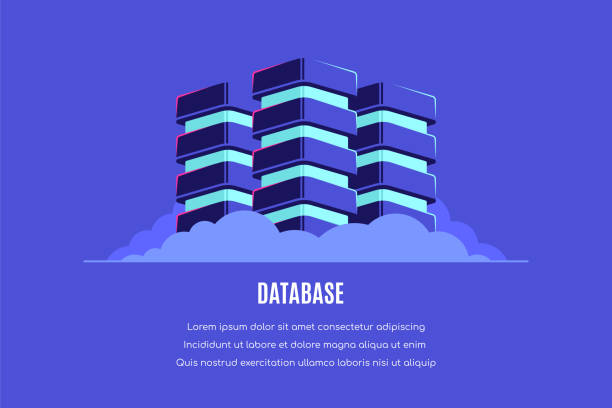 DATABASE
Lorem ipsum dolor sit amet consectetur adipiscing
Incididunt ut labore et dolore magna aliqua ut enim
Quis nostrud exercitation ullamco laboris nisi ut aliquip